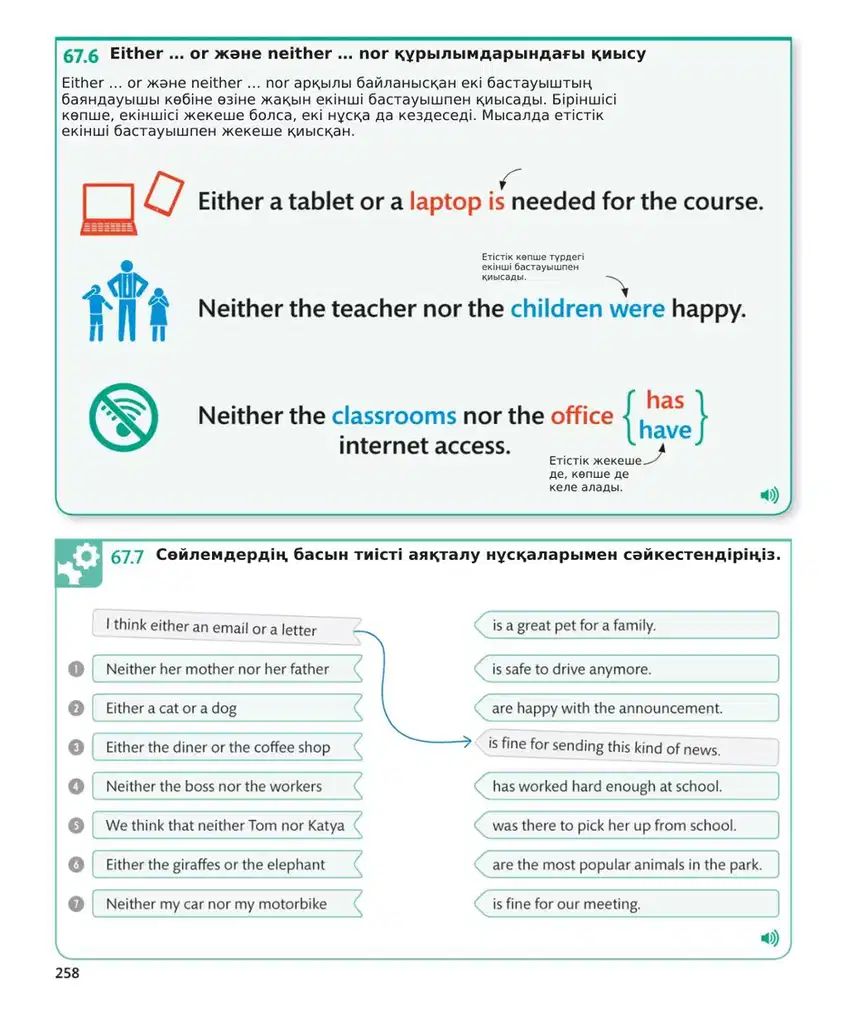 67.6 Either ... or және neither ... nor құрылымдарындағы қиысу
Either ... or және neither ... nor арқылы байланысқан екі бастауыштың
баяндауышы көбіне өзіне жақын екінші бастауышпен қиысады. Біріншісі
көпше, екіншісі жекеше болса, екі нұсқа да кездеседі. Мысалда етістік
екінші бастауышпен жекеше қиысқан.
Either a tablet or a laptop is needed for the course.
Етістік көпше түрдегі
екінші бастауышпен
қиысады.
Neither the teacher nor the children were happy.
Neither the classrooms nor the office { has
have }
internet access.
Етістік жекеше
де, көпше де
келе алады.
67.7 Сөйлемдердің басын тиісті аяқталу нұсқаларымен сәйкестендіріңіз.
I think either an email or a letter
is a great pet for a family.
1 Neither her mother nor her father
is safe to drive anymore.
2 Either a cat or a dog
are happy with the announcement.
3 Either the diner or the coffee shop
is fine for sending this kind of news.
4 Neither the boss nor the workers
has worked hard enough at school.
5 We think that neither Tom nor Katya
was there to pick her up from school.
6 Either the giraffes or the elephant
are the most popular animals in the park.
7 Neither my car nor my motorbike
is fine for our meeting.
258